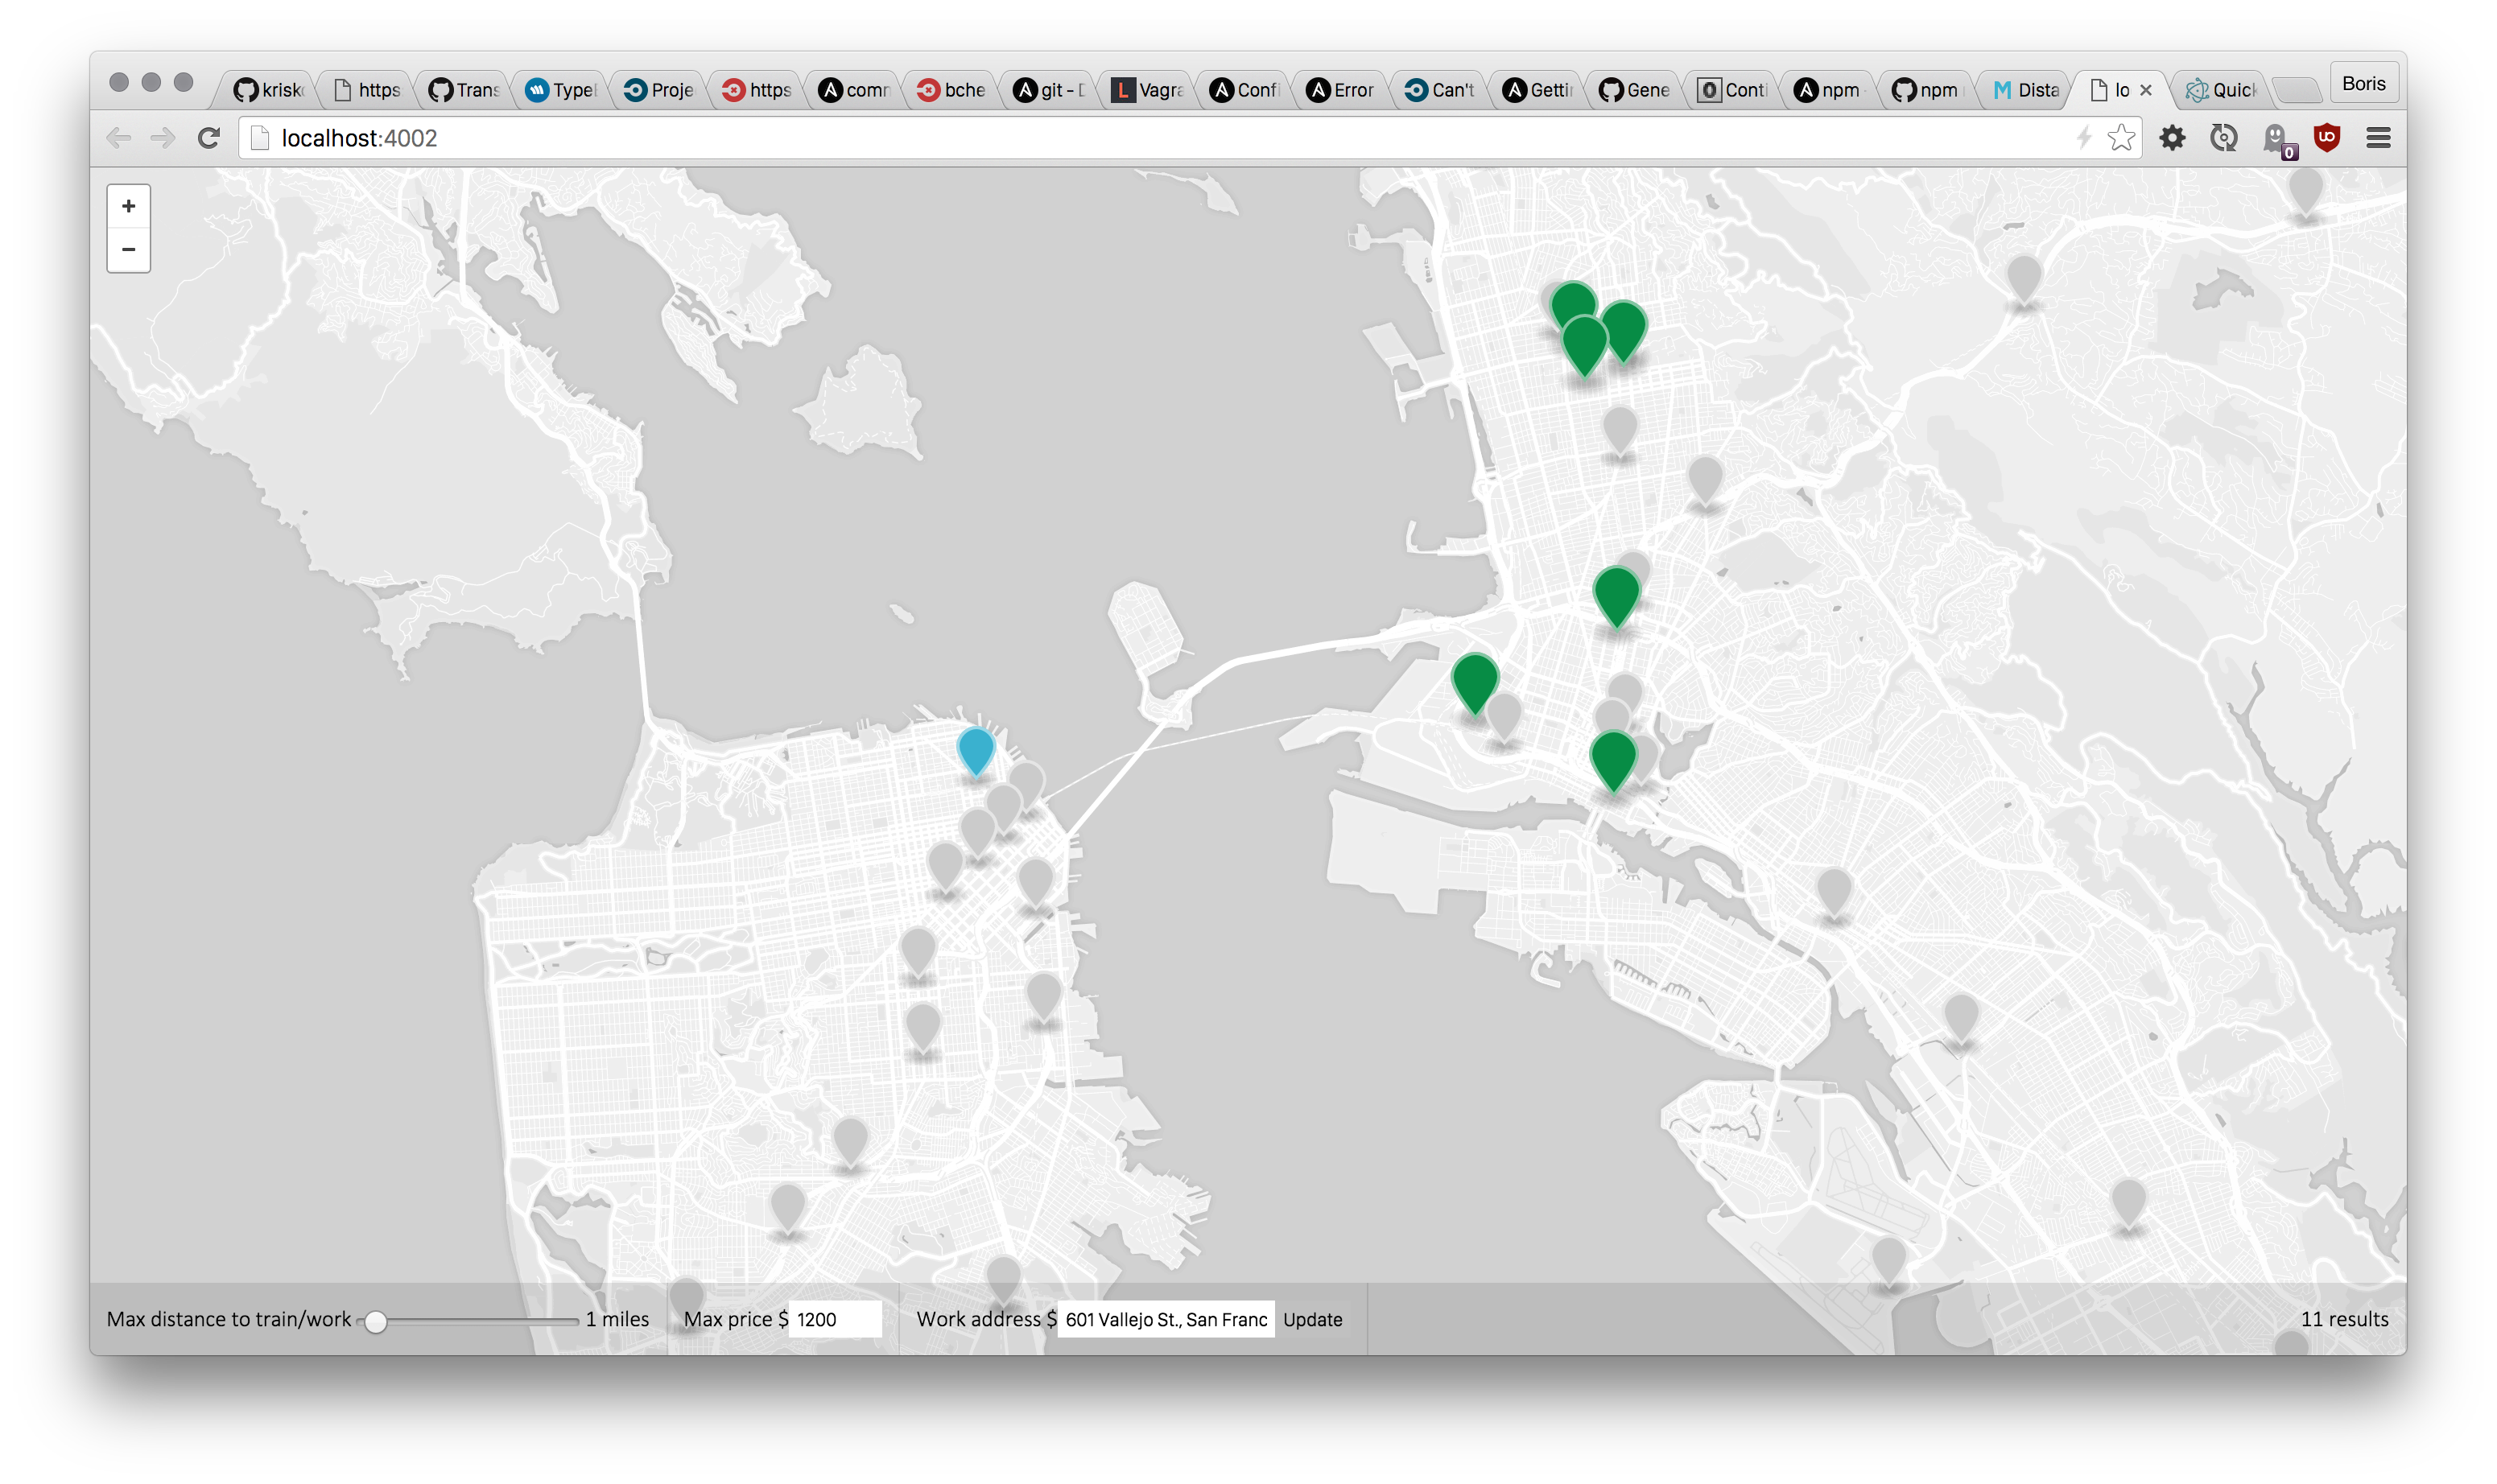 krisk https Trans TypeE Proje https comm bche git - D Vagra Confi Error Can't Gettin Gene Conti npm npm Dista lo Quick Boris
localhost:4002
0
+
−
Max distance to train/work 1 miles Max price $ 1200 Work address $ 601 Vallejo St., San Franc Update 11 results